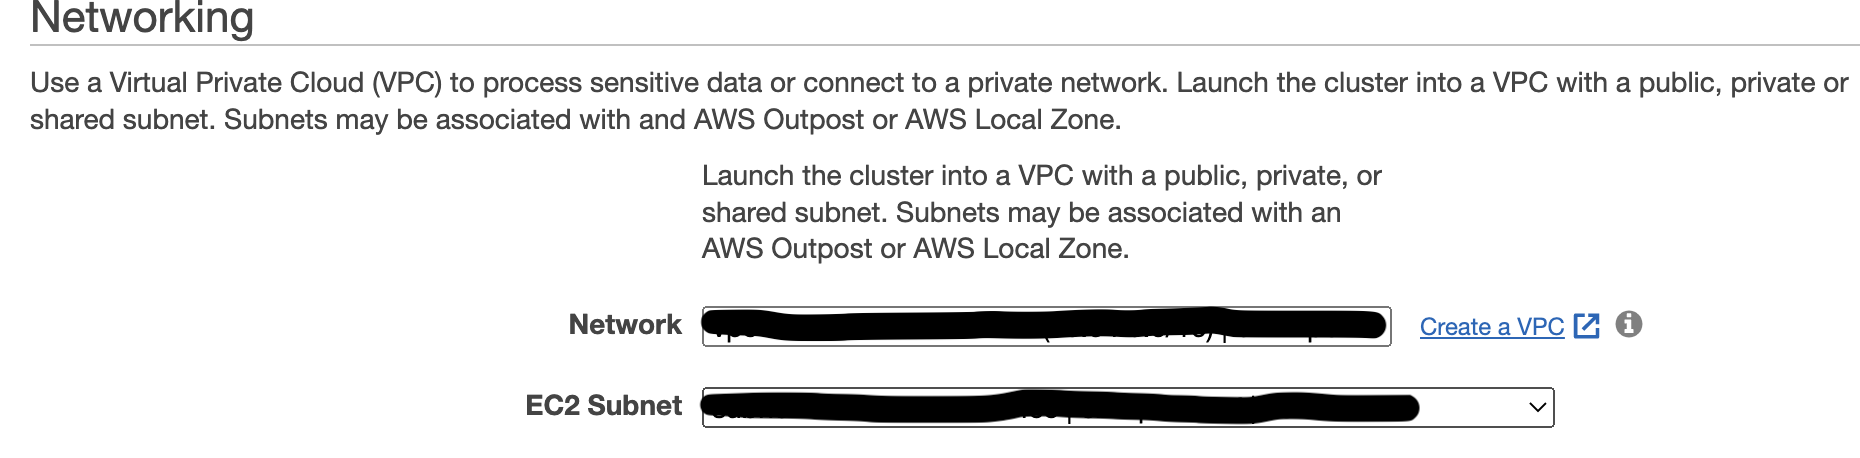 Networking
Use a Virtual Private Cloud (VPC) to process sensitive data or connect to a private network. Launch the cluster into a VPC with a public, private or
shared subnet. Subnets may be associated with and AWS Outpost or AWS Local Zone.
Launch the cluster into a VPC with a public, private, or
shared subnet. Subnets may be associated with an
AWS Outpost or AWS Local Zone.
Network
Create a VPC
EC2 Subnet